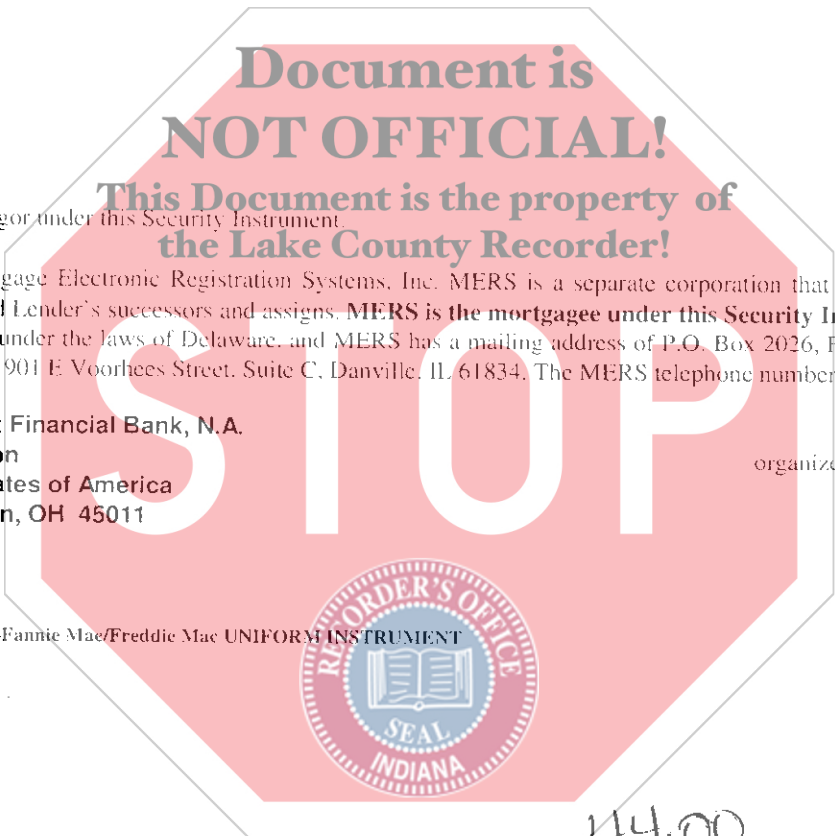 Document is
NOT OFFICIAL!
This Document is the property of
gor under this Security Instrument.
the Lake County Recorder!
gage Electronic Registration Systems, Inc. MERS is a separate corporation that
d Lender's successors and assigns. MERS is the mortgagee under this Security In
under the laws of Delaware, and MERS has a mailing address of P.O. Box 2026, F
901 E Voorhees Street, Suite C, Danville, IL 61834. The MERS telephone number
STOP
t Financial Bank, N.A.
on
organize
ates of America
n, OH 45011
-Fannie Mae/Freddie Mac UNIFORM INSTRUMENT
RECORDER'S OFFICE
SEAL
INDIANA
44.00